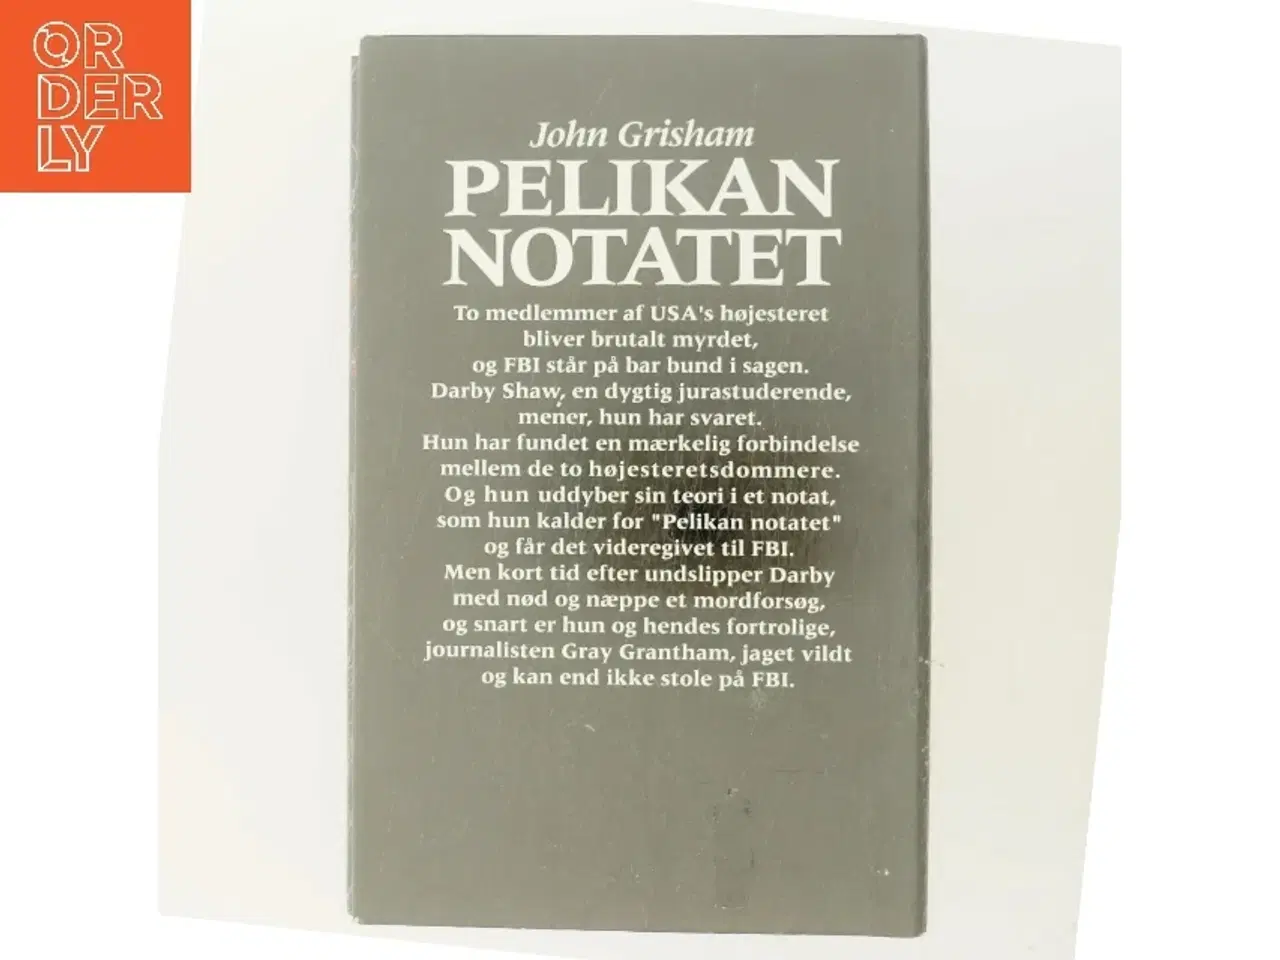 OR
DER
LY
John Grisham
PELIKAN
NOTATET
To medlemmer af USA's højesteret
bliver brutalt myrdet,
og FBI står på bar bund i sagen.
Darby Shaw, en dygtig jurastuderende,
mener, hun har svaret.
Hun har fundet en mærkelig forbindelse
mellem de to højesteretsdommere.
Og hun uddyber sin teori i et notat,
som hun kalder for "Pelikan notatet"
og får det videregivet til FBI.
Men kort tid efter undslipper Darby
med nød og næppe et mordforsøg,
og snart er hun og hendes fortrolige,
journalisten Gray Grantham, jaget vildt
og kan end ikke stole på FBI.